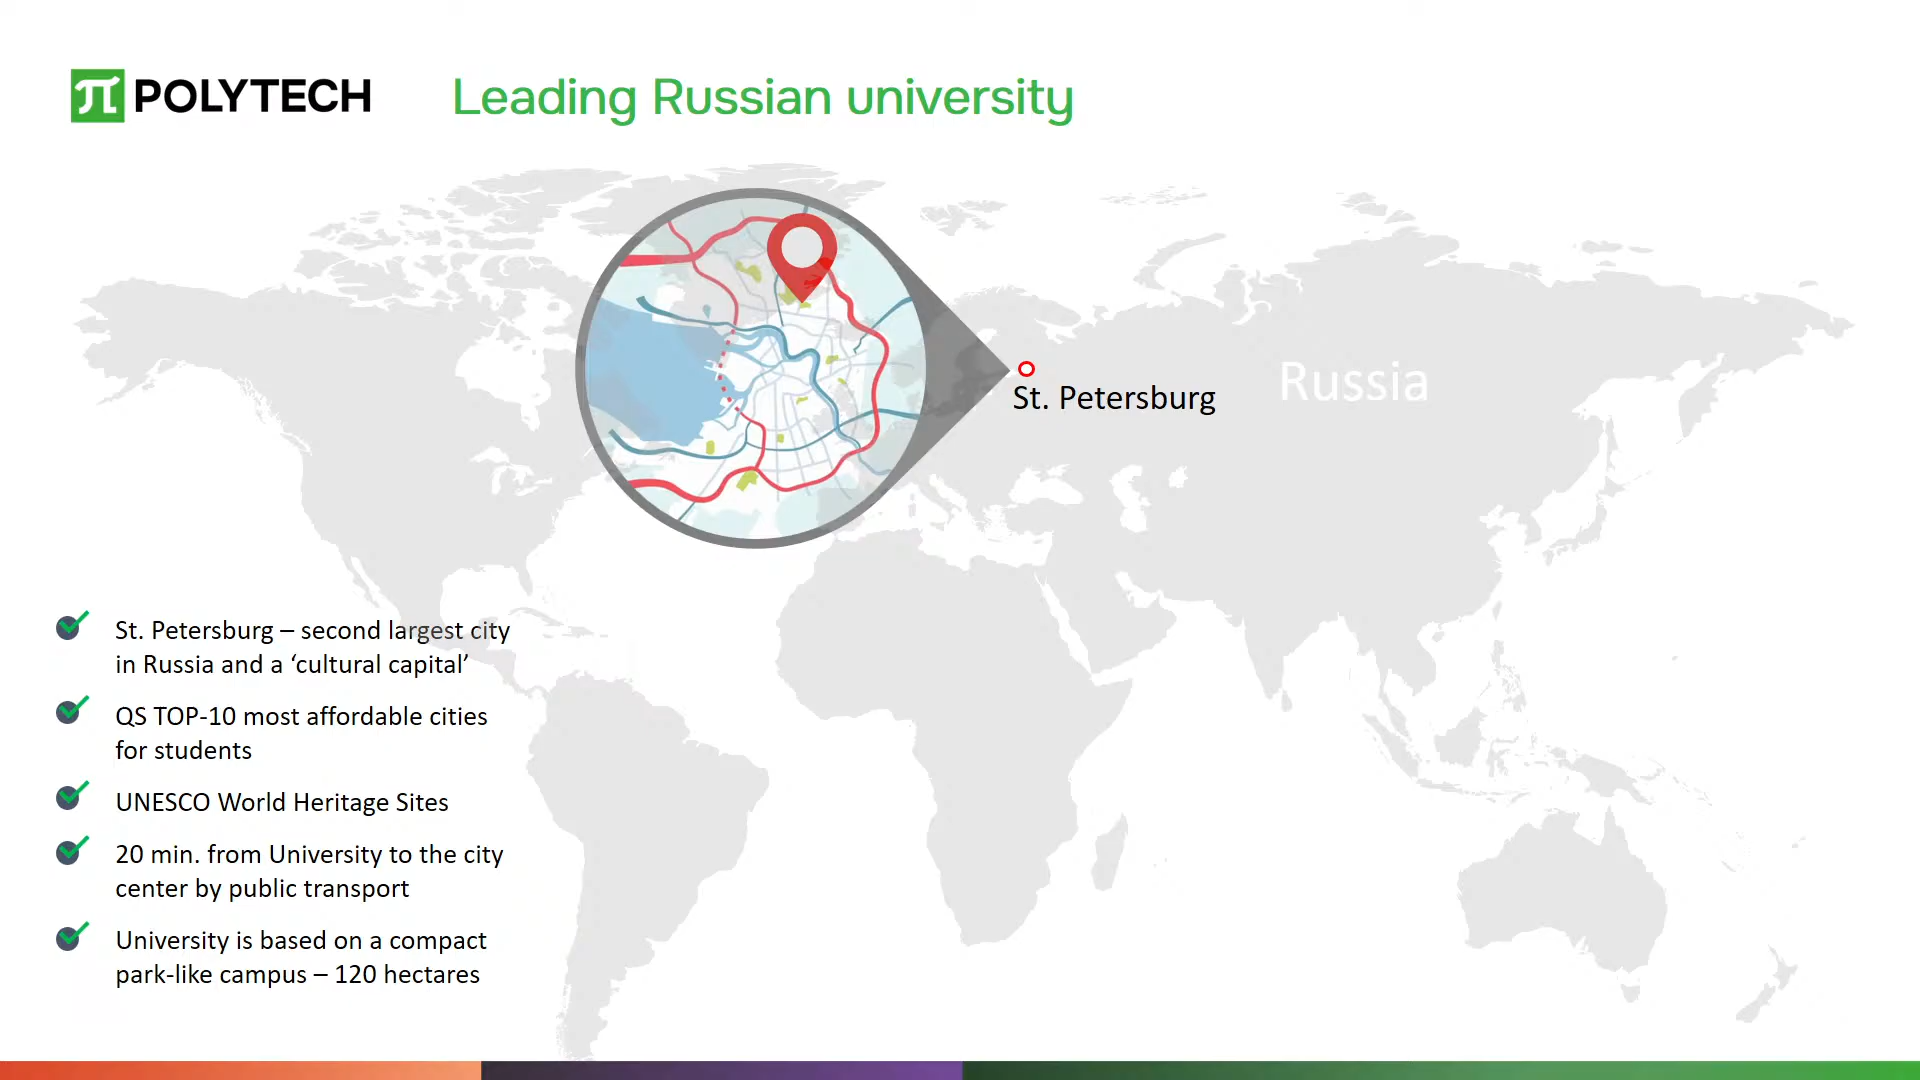 POLYTECH
Leading Russian university
Russia
St. Petersburg
St. Petersburg – second largest city
in Russia and a ‘cultural capital’
QS TOP-10 most affordable cities
for students
UNESCO World Heritage Sites
20 min. from University to the city
center by public transport
University is based on a compact
park-like campus – 120 hectares